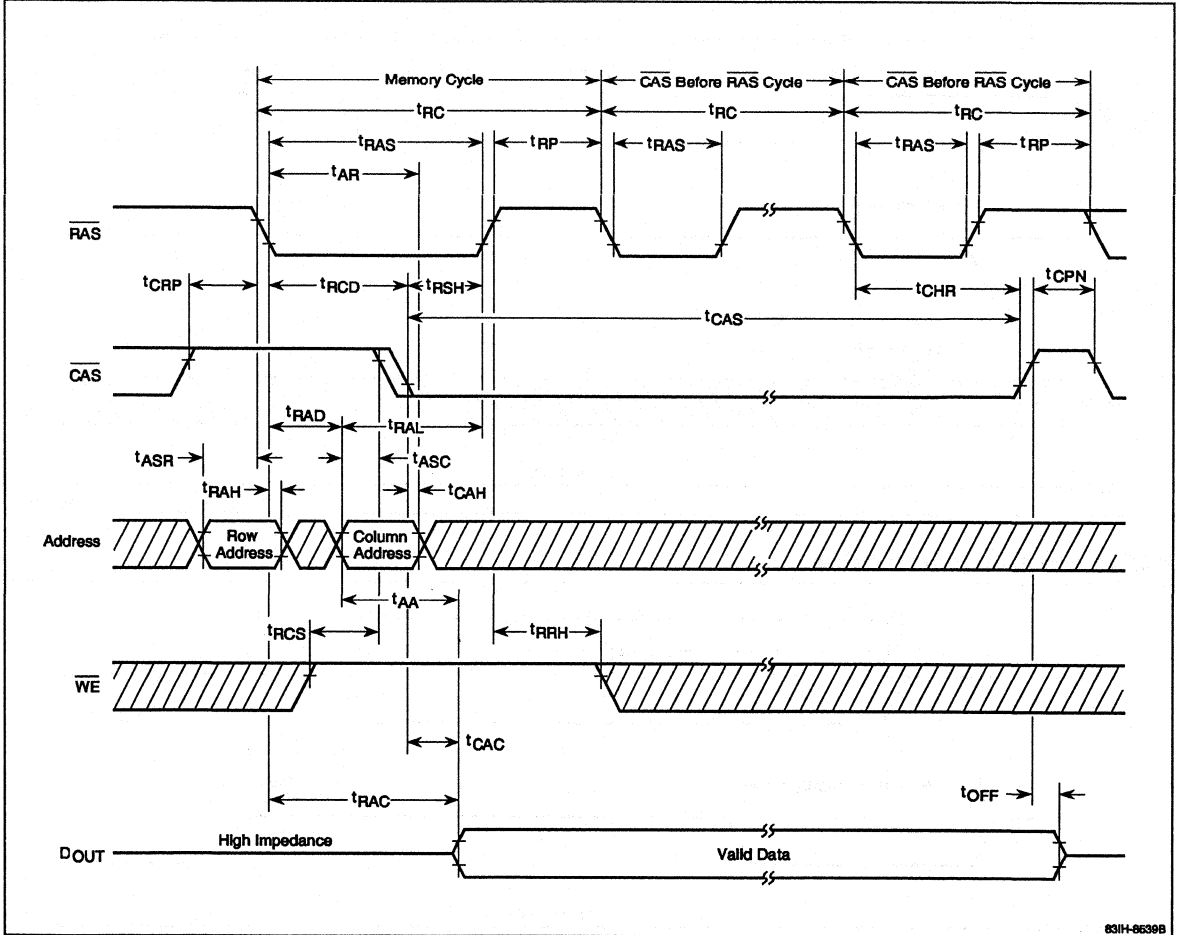 Memory Cycle
CAS Before RAS Cycle
CAS Before RAS Cycle
tRC
tRC
tRC
tRAS
tRP
tRAS
tRAS
tRP
tAR
RAS
tCRP
tRCD
tRSH
tCHR
tCPN
tCAS
CAS
tRAD
tRAL
tASR
tASC
tRAH
tCAH
Address
Row
Address
Column
Address
tAA
tRCS
tRRH
WE
tCAC
tRAC
tOFF
High Impedance
DOUT
Valid Data
83IH-8539B